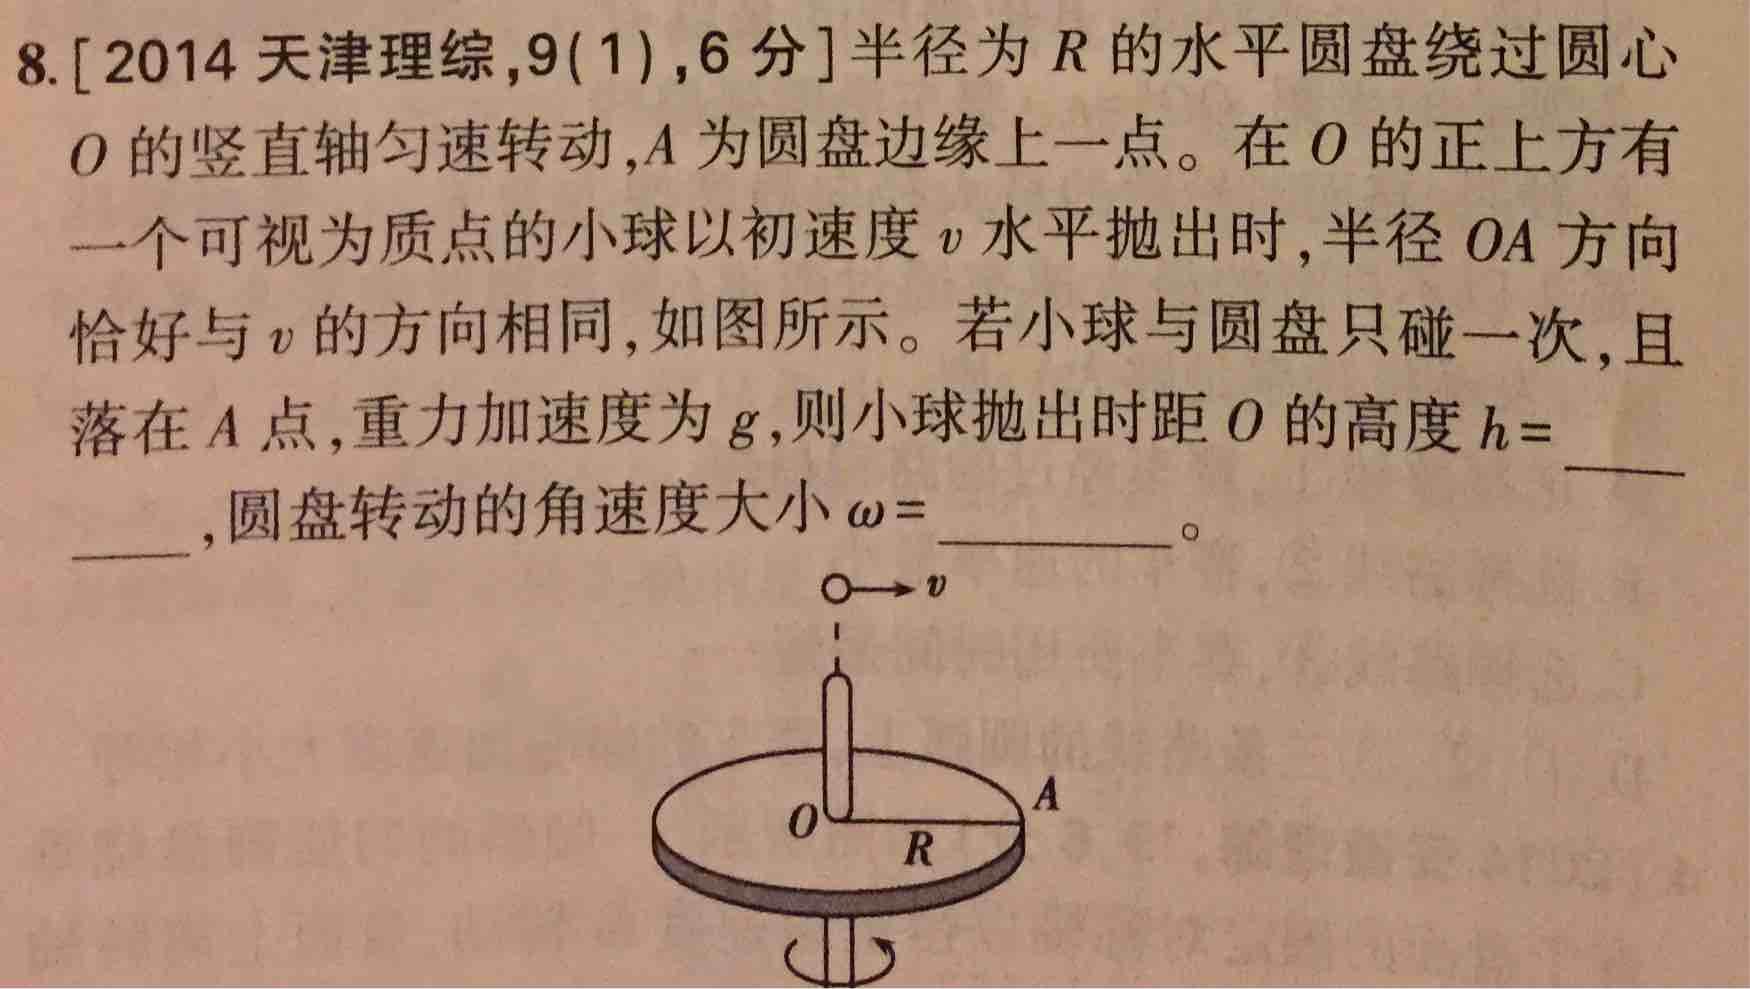 8.[2014 天津理综,9(1),6 分]半径为 R 的水平圆盘绕过圆心
O 的竖直轴匀速转动,A 为圆盘边缘上一点。在 O 的正上方有
一个可视为质点的小球以初速度 v 水平抛出时,半径 OA 方向
恰好与 v 的方向相同,如图所示。若小球与圆盘只碰一次,且
落在 A 点,重力加速度为 g,则小球抛出时距 O 的高度 h=____
____,圆盘转动的角速度大小 ω=________。
v
A
O
R